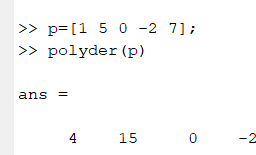 >> p=[1 5 0 -2 7];
>> polyder(p)
ans =
4 15 0 -2